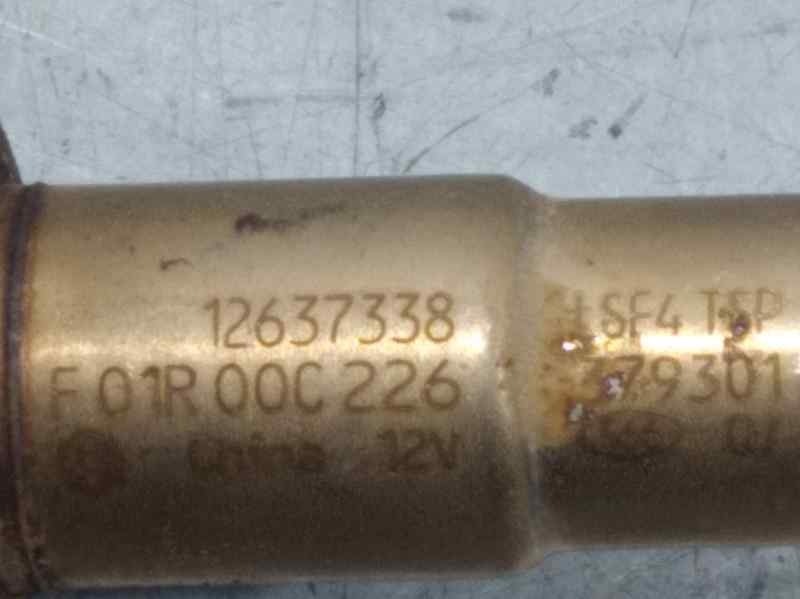 12637338
F 01R 00C 226
China 12V
LSF4 TSP
379301